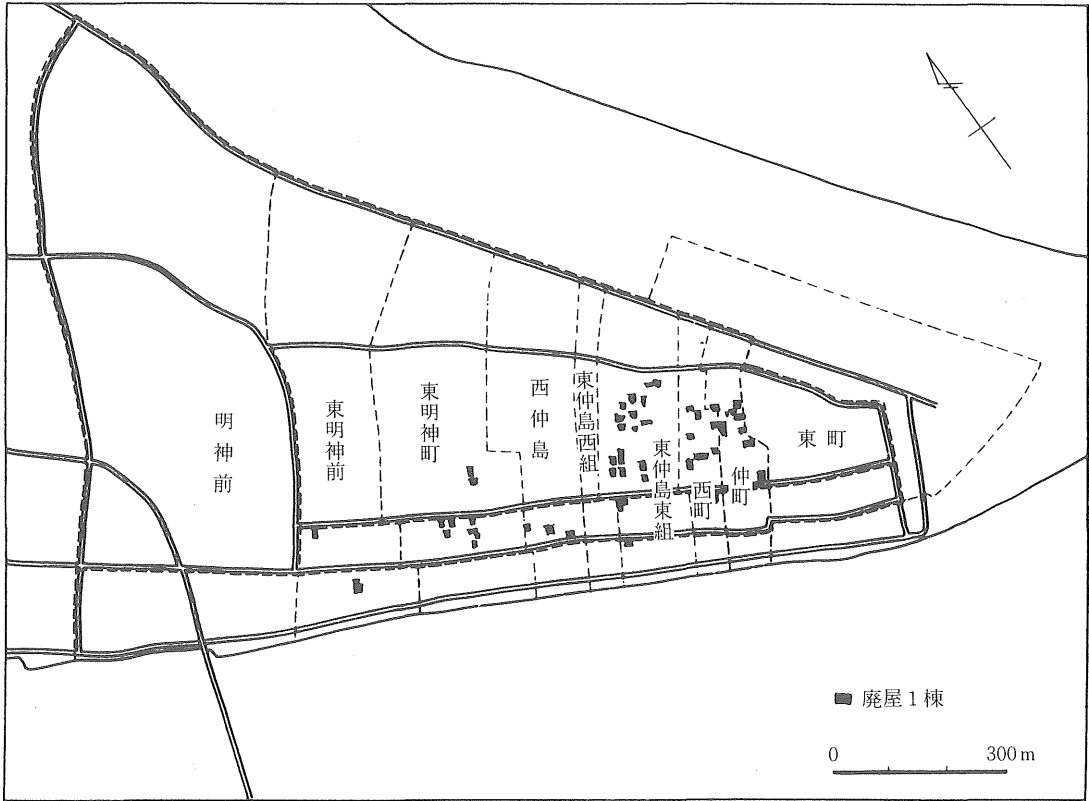 明神前
東明神前
東明神町
西仲島
東仲島西組
東仲島東組
西町
仲町
東町
廃屋1棟
0 300m